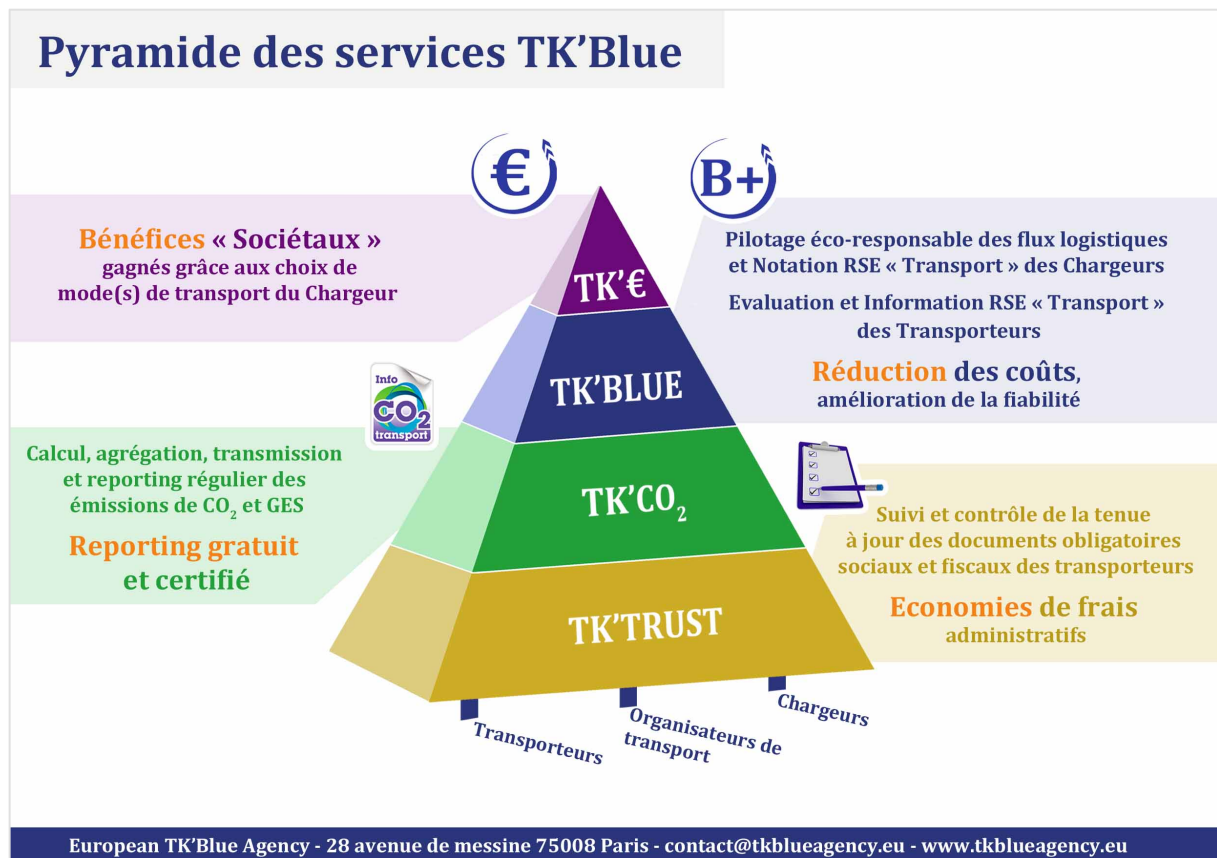 Pyramide des services TK'Blue
€
B+
Bénéfices « Sociétaux »
gagnés grâce aux choix de
mode(s) de transport du Chargeur
Pilotage éco-responsable des flux logistiques
et Notation RSE « Transport » des Chargeurs
Evaluation et Information RSE « Transport »
des Transporteurs
Réduction des coûts,
amélioration de la fiabilité
TK'€
TK'BLUE
Info
CO2
transport
Calcul, agrégation, transmission
et reporting régulier des
émissions de CO₂ et GES
Reporting gratuit
et certifié
TK'CO₂
Suivi et contrôle de la tenue
à jour des documents obligatoires
sociaux et fiscaux des transporteurs
Economies de frais
administratifs
TK'TRUST
Transporteurs
Organisateurs de
transport
Chargeurs
European TK'Blue Agency - 28 avenue de messine 75008 Paris - contact@tkblueagency.eu - www.tkblueagency.eu